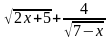 √(2x+5) + 4/√(7−x)